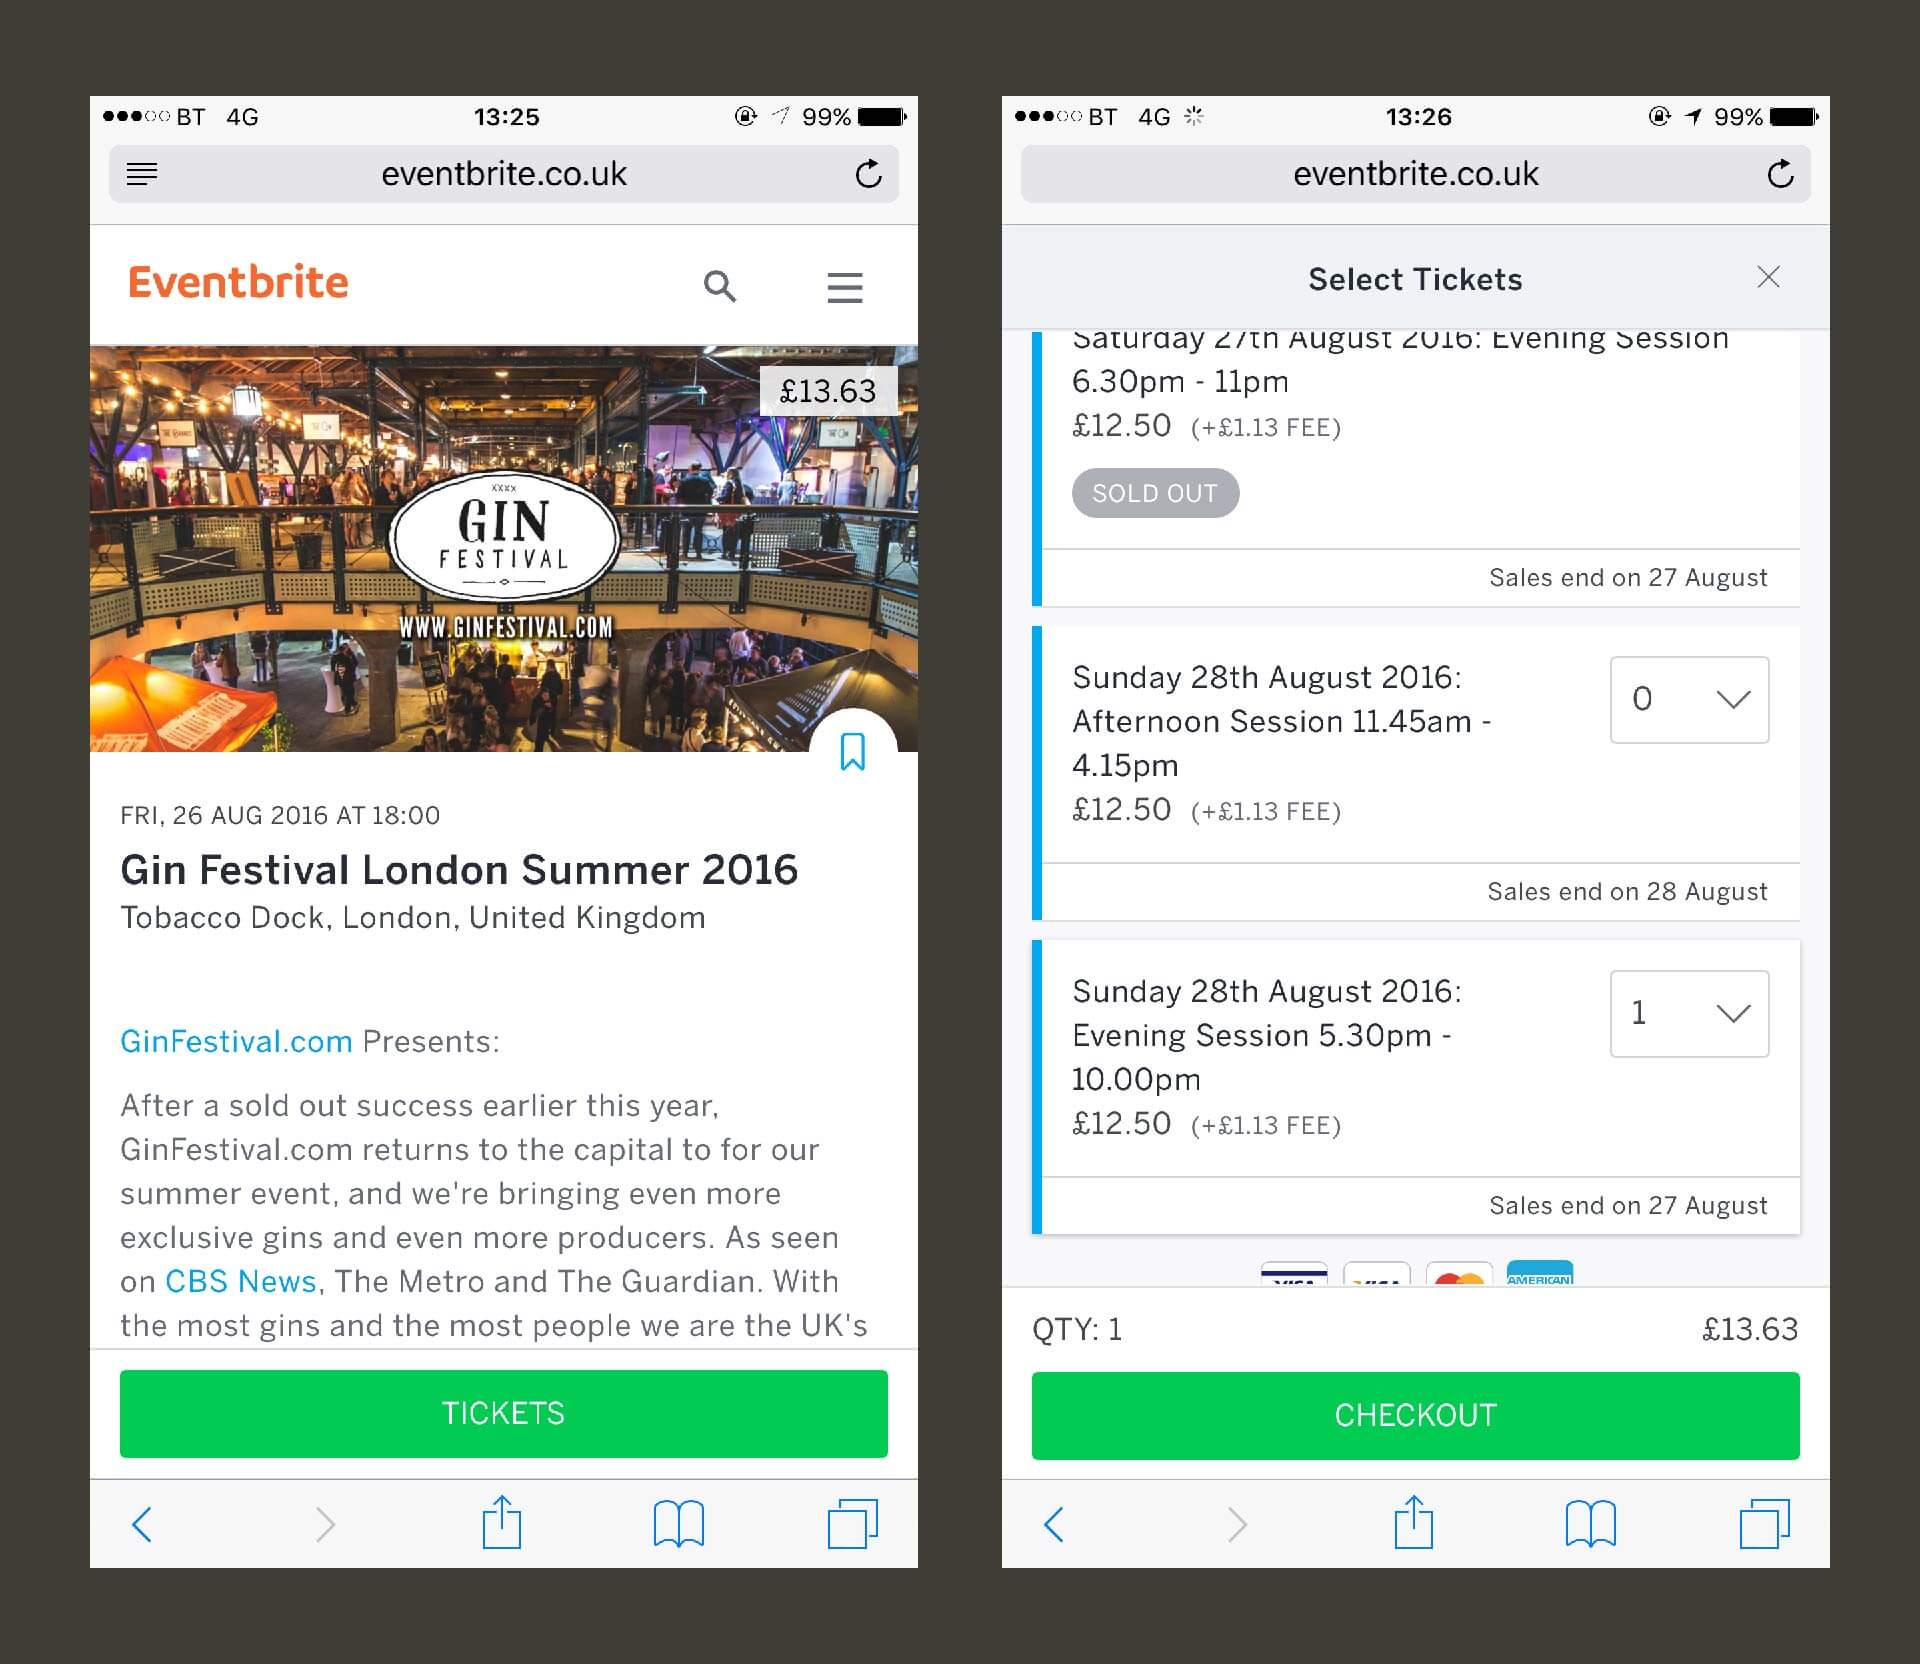 BT 4G 13:25 99%
eventbrite.co.uk
Eventbrite
£13.63
XXXX
GIN
FESTIVAL
WWW.GINFESTIVAL.COM
FRI, 26 AUG 2016 AT 18:00
Gin Festival London Summer 2016
Tobacco Dock, London, United Kingdom
GinFestival.com Presents:
After a sold out success earlier this year,
GinFestival.com returns to the capital to for our
summer event, and we're bringing even more
exclusive gins and even more producers. As seen
on CBS News, The Metro and The Guardian. With
the most gins and the most people we are the UK's
TICKETS
BT 4G 13:26 99%
eventbrite.co.uk
Select Tickets
Saturday 27th August 2016: Evening Session
6.30pm - 11pm
£12.50 (+£1.13 FEE)
SOLD OUT
Sales end on 27 August
Sunday 28th August 2016:
Afternoon Session 11.45am -
4.15pm
£12.50 (+£1.13 FEE)
0
Sales end on 28 August
Sunday 28th August 2016:
Evening Session 5.30pm -
10.00pm
£12.50 (+£1.13 FEE)
1
Sales end on 27 August
VISA VISA AMERICAN
QTY: 1 £13.63
CHECKOUT